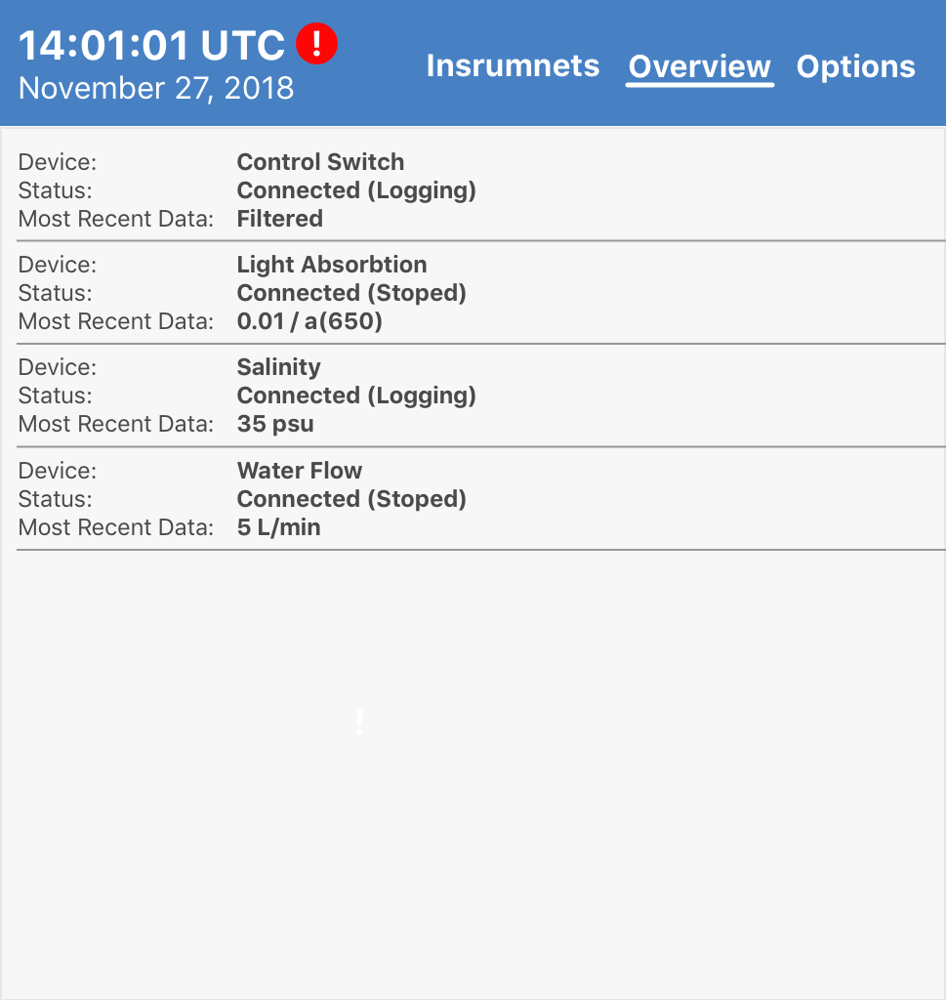 14:01:01 UTC !
November 27, 2018
Insrumnets Overview Options
Device: Control Switch
Status: Connected (Logging)
Most Recent Data: Filtered
Device: Light Absorbtion
Status: Connected (Stoped)
Most Recent Data: 0.01 / a(650)
Device: Salinity
Status: Connected (Logging)
Most Recent Data: 35 psu
Device: Water Flow
Status: Connected (Stoped)
Most Recent Data: 5 L/min
!